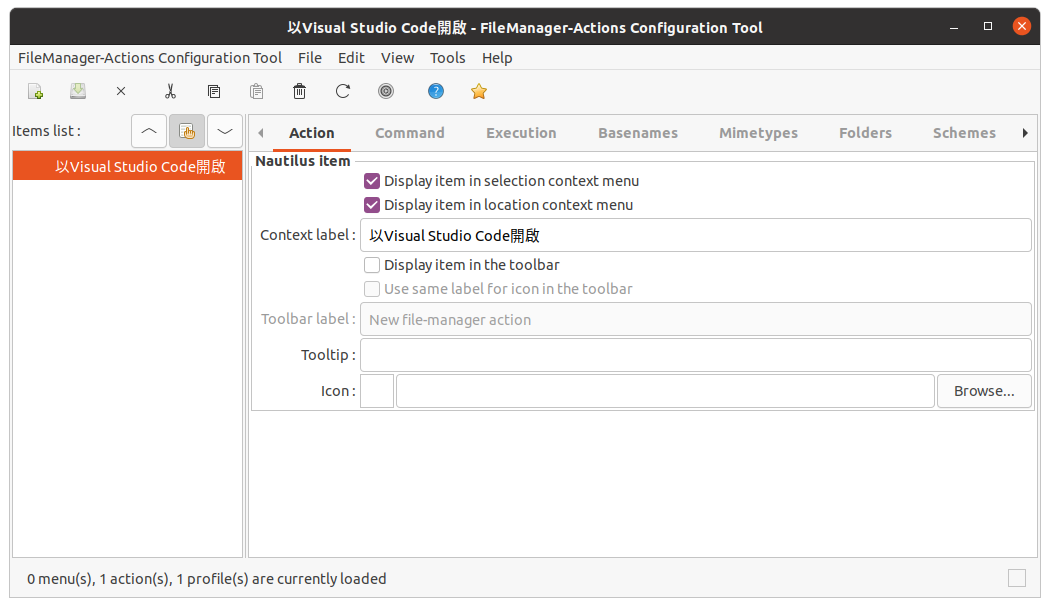 以Visual Studio Code開啟 - FileManager-Actions Configuration Tool
FileManager-Actions Configuration Tool File Edit View Tools Help
Items list :
Action Command Execution Basenames Mimetypes Folders Schemes
以Visual Studio Code開啟
Nautilus item
Display item in selection context menu
Display item in location context menu
Context label : 以Visual Studio Code開啟
Display item in the toolbar
Use same label for icon in the toolbar
Toolbar label : New file-manager action
Tooltip :
Icon : Browse...
0 menu(s), 1 action(s), 1 profile(s) are currently loaded